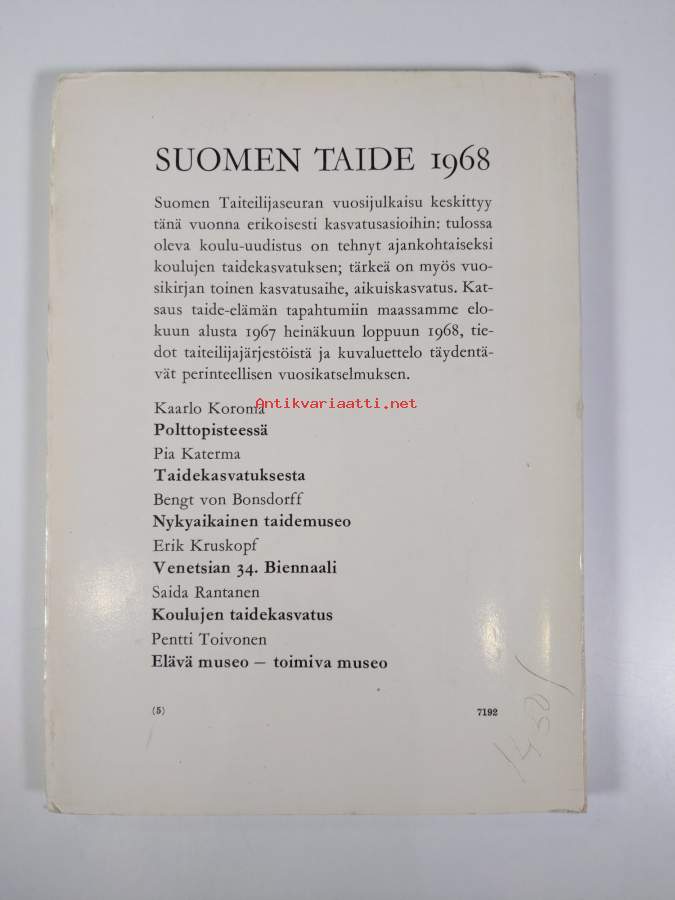 SUOMEN TAIDE 1968
Suomen Taiteilijaseuran vuosijulkaisu keskittyy
tänä vuonna erikoisesti kasvatusasioihin: tulossa
oleva koulu-uudistus on tehnyt ajankohtaiseksi
koulujen taidekasvatuksen; tärkeä on myös vuo-
sikirjan toinen kasvatusaihe, aikuiskasvatus. Kat-
saus taide-elämän tapahtumiin maassamme elo-
kuun alusta 1967 heinäkuun loppuun 1968, tie-
dot taiteilijajärjestöistä ja kuvaluettelo täydentä-
vät perinteellisen vuosikatselmuksen.
Kaarlo Koroma
Antikvariaatti.net
Polttopisteessä
Pia Katerma
Taidekasvatuksesta
Bengt von Bonsdorff
Nykyaikainen taidemuseo
Erik Kruskopf
Venetsian 34. Biennaali
Saida Rantanen
Koulujen taidekasvatus
Pentti Toivonen
Elävä museo – toimiva museo
(5) 7192